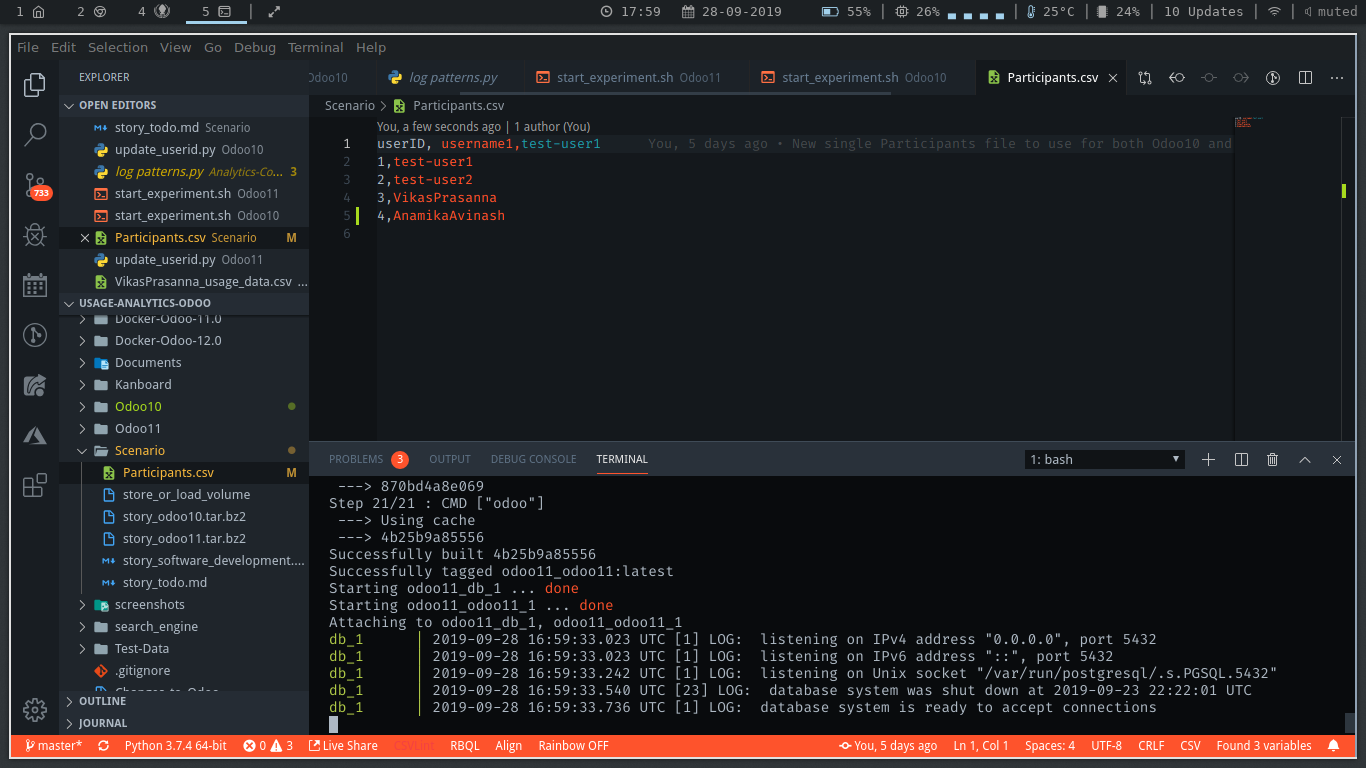 1 2 4 5 17:59 28-09-2019 55% 26% 25°C 24% 10 Updates muted
File Edit Selection View Go Debug Terminal Help
EXPLORER
OPEN EDITORS
story_todo.md Scenario
update_userid.py Odoo10
log patterns.py Analytics-Co... 3
start_experiment.sh Odoo11
start_experiment.sh Odoo10
Participants.csv Scenario M
update_userid.py Odoo11
VikasPrasanna_usage_data.csv ...
733
USAGE-ANALYTICS-ODOO
Docker-Odoo-11.0
Docker-Odoo-12.0
Documents
Kanboard
Odoo10
Odoo11
Scenario
Participants.csv M
store_or_load_volume
story_odoo10.tar.bz2
story_odoo11.tar.bz2
story_software_development....
story_todo.md
screenshots
search_engine
Test-Data
.gitignore
Changes_to_Odoo
OUTLINE
JOURNAL
Odoo10 log patterns.py start_experiment.sh Odoo11 start_experiment.sh Odoo10 Participants.csv
Scenario > Participants.csv
You, a few seconds ago | 1 author (You)
1 userID, username1,test-user1 You, 5 days ago • New single Participants file to use for both Odoo10 and
2 1,test-user1
3 2,test-user2
4 3,VikasPrasanna
5 4,AnamikaAvinash
6
PROBLEMS 3 OUTPUT DEBUG CONSOLE TERMINAL 1: bash
---> 870bd4a8e069
Step 21/21 : CMD ["odoo"]
---> Using cache
---> 4b25b9a85556
Successfully built 4b25b9a85556
Successfully tagged odoo11_odoo11:latest
Starting odoo11_db_1 ... done
Starting odoo11_odoo11_1 ... done
Attaching to odoo11_db_1, odoo11_odoo11_1
db_1 | 2019-09-28 16:59:33.023 UTC [1] LOG: listening on IPv4 address "0.0.0.0", port 5432
db_1 | 2019-09-28 16:59:33.023 UTC [1] LOG: listening on IPv6 address "::", port 5432
db_1 | 2019-09-28 16:59:33.242 UTC [1] LOG: listening on Unix socket "/var/run/postgresql/.s.PGSQL.5432"
db_1 | 2019-09-28 16:59:33.540 UTC [23] LOG: database system was shut down at 2019-09-23 22:22:01 UTC
db_1 | 2019-09-28 16:59:33.736 UTC [1] LOG: database system is ready to accept connections
master* Python 3.7.4 64-bit 0 3 Live Share CSVLint RBQL Align Rainbow OFF You, 5 days ago Ln 1, Col 1 Spaces: 4 UTF-8 CRLF CSV Found 3 variables